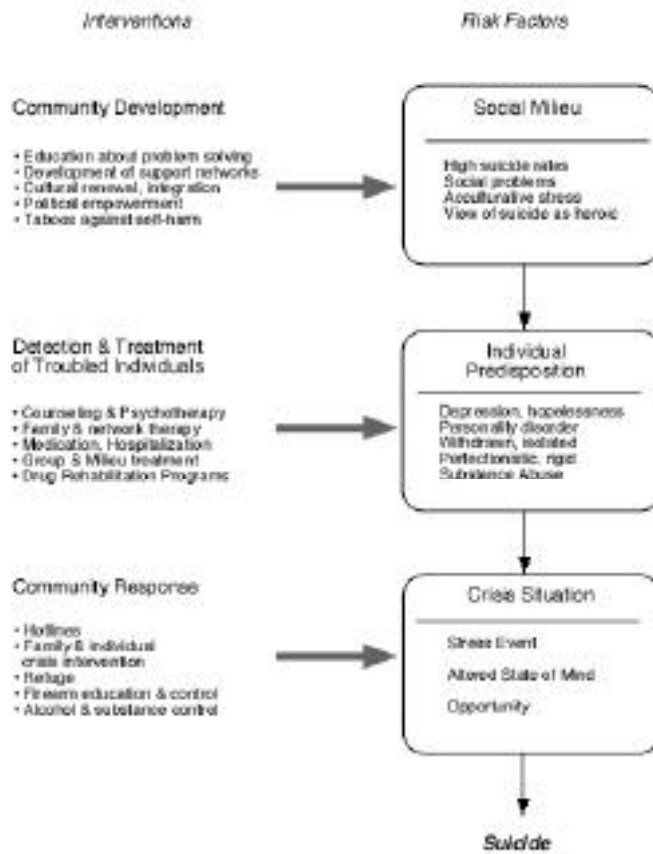 Interventions
Risk Factors
Community Development
• Education about problem solving
• Development of support networks
• Cultural renewal, integration
• Political empowerment
• Taboos against self-harm
Social Milieu
High suicide rates
Social problems
Acculturative stress
View of suicide as heroic
Detection & Treatment
of Troubled Individuals
• Counseling & Psychotherapy
• Family & network therapy
• Medication, Hospitalization
• Group & Milieu treatment
• Drug Rehabilitation Programs
Individual
Predisposition
Depression, hopelessness
Personality disorder
Withdrawn, isolated
Perfectionistic, rigid
Substance Abuse
Community Response
• Hotlines
• Family & individual
crisis intervention
• Refuge
• Firearm education & control
• Alcohol & substance control
Crisis Situation
Stress Event
Altered State of Mind
Opportunity
Suicide